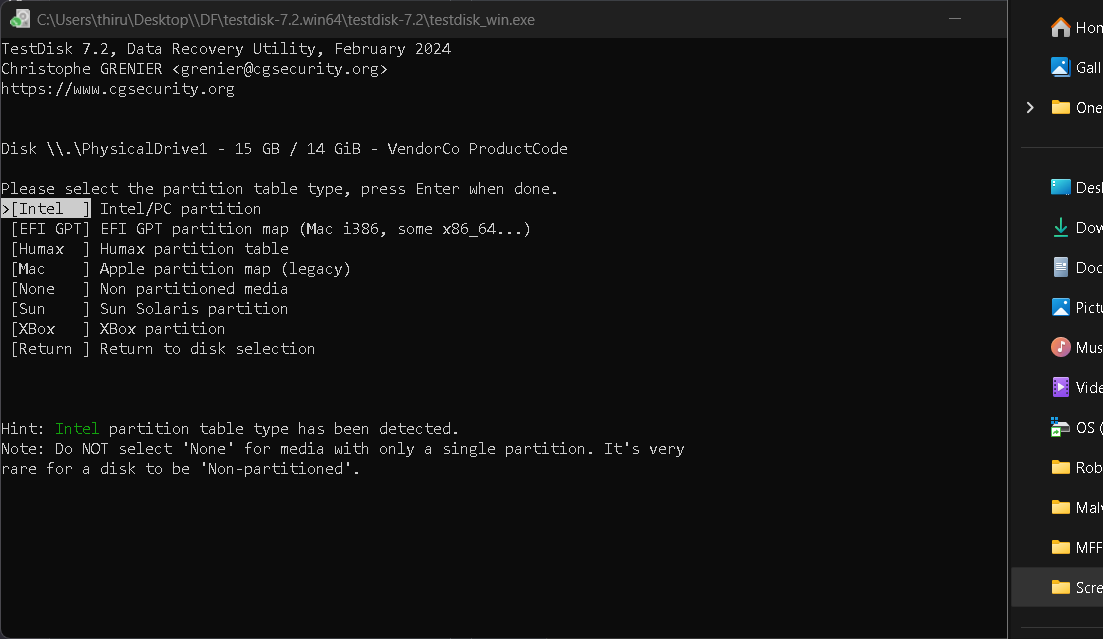 C:\Users\thiru\Desktop\\DF\testdisk-7.2.win64\testdisk-7.2\testdisk_win.exe
TestDisk 7.2, Data Recovery Utility, February 2024
Christophe GRENIER <grenier@cgsecurity.org>
https://www.cgsecurity.org
Disk \\.\PhysicalDrive1 - 15 GB / 14 GiB - VendorCo ProductCode
Please select the partition table type, press Enter when done.
>[Intel  ] Intel/PC partition
[EFI GPT] EFI GPT partition map (Mac i386, some x86_64...)
[Humax  ] Humax partition table
[Mac    ] Apple partition map (legacy)
[None   ] Non partitioned media
[Sun    ] Sun Solaris partition
[XBox   ] XBox partition
[Return ] Return to disk selection
Hint: Intel partition table type has been detected.
Note: Do NOT select 'None' for media with only a single partition. It's very
rare for a disk to be 'Non-partitioned'.
Hon
Gall
One
Desl
Dov
Doc
Pictu
Mus
Vide
OS (
Rob
Malv
MFF
Scre